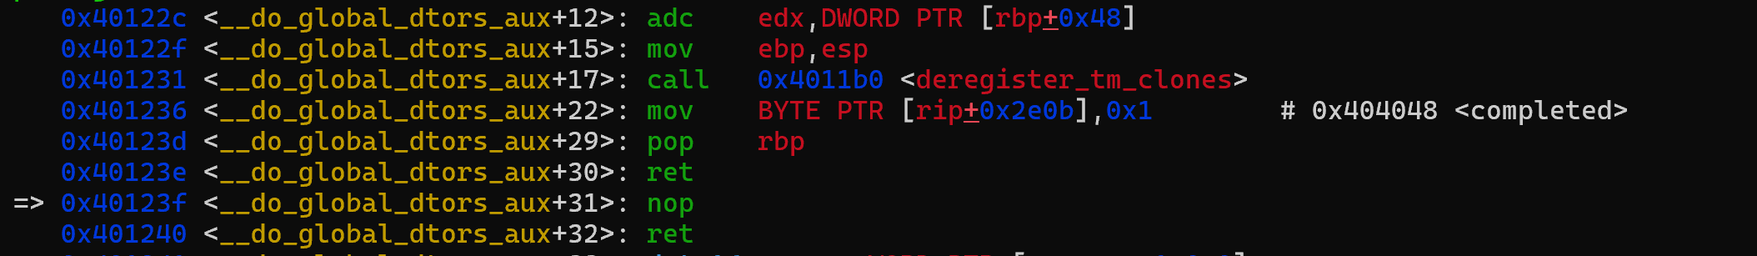 0x40122c <__do_global_dtors_aux+12>: adc edx,DWORD PTR [rbp+0x48]
0x40122f <__do_global_dtors_aux+15>: mov ebp,esp
0x401231 <__do_global_dtors_aux+17>: call 0x4011b0 <deregister_tm_clones>
0x401236 <__do_global_dtors_aux+22>: mov BYTE PTR [rip+0x2e0b],0x1 # 0x404048 <completed>
0x40123d <__do_global_dtors_aux+29>: pop rbp
0x40123e <__do_global_dtors_aux+30>: ret
=> 0x40123f <__do_global_dtors_aux+31>: nop
0x401240 <__do_global_dtors_aux+32>: ret